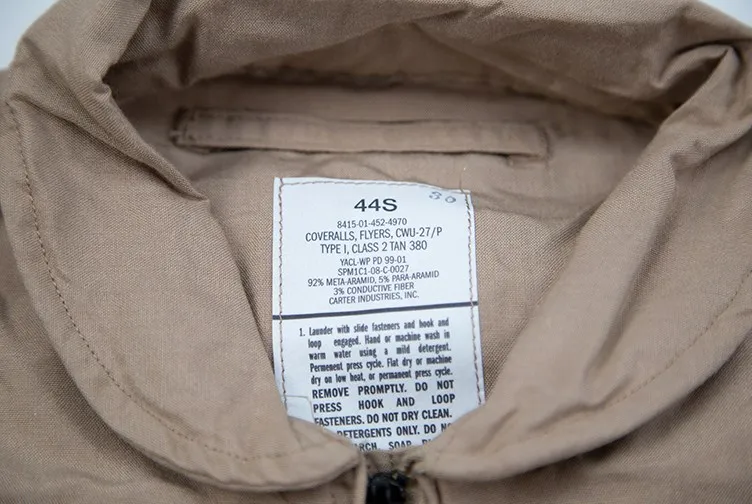 44S
30
8415-01-452-4970
COVERALLS, FLYERS, CWU-27/P
TYPE I, CLASS 2 TAN 380
YACL-WP PD 99-01
SPM1C1-08-C-0027
92% META-ARAMID, 5% PARA-ARAMID
3% CONDUCTIVE FIBER
CARTER INDUSTRIES, INC.
1. Launder with slide fasteners and hook and
loop engaged. Hand or machine wash in
warm water using a mild detergent.
Permenent press cycle. Flat dry or machine
dry on low heat, or permanent press cycle.
REMOVE PROMPTLY. DO NOT
PRESS HOOK AND LOOP
FASTENERS. DO NOT DRY CLEAN.
DETERGENTS ONLY. DO
SOAP